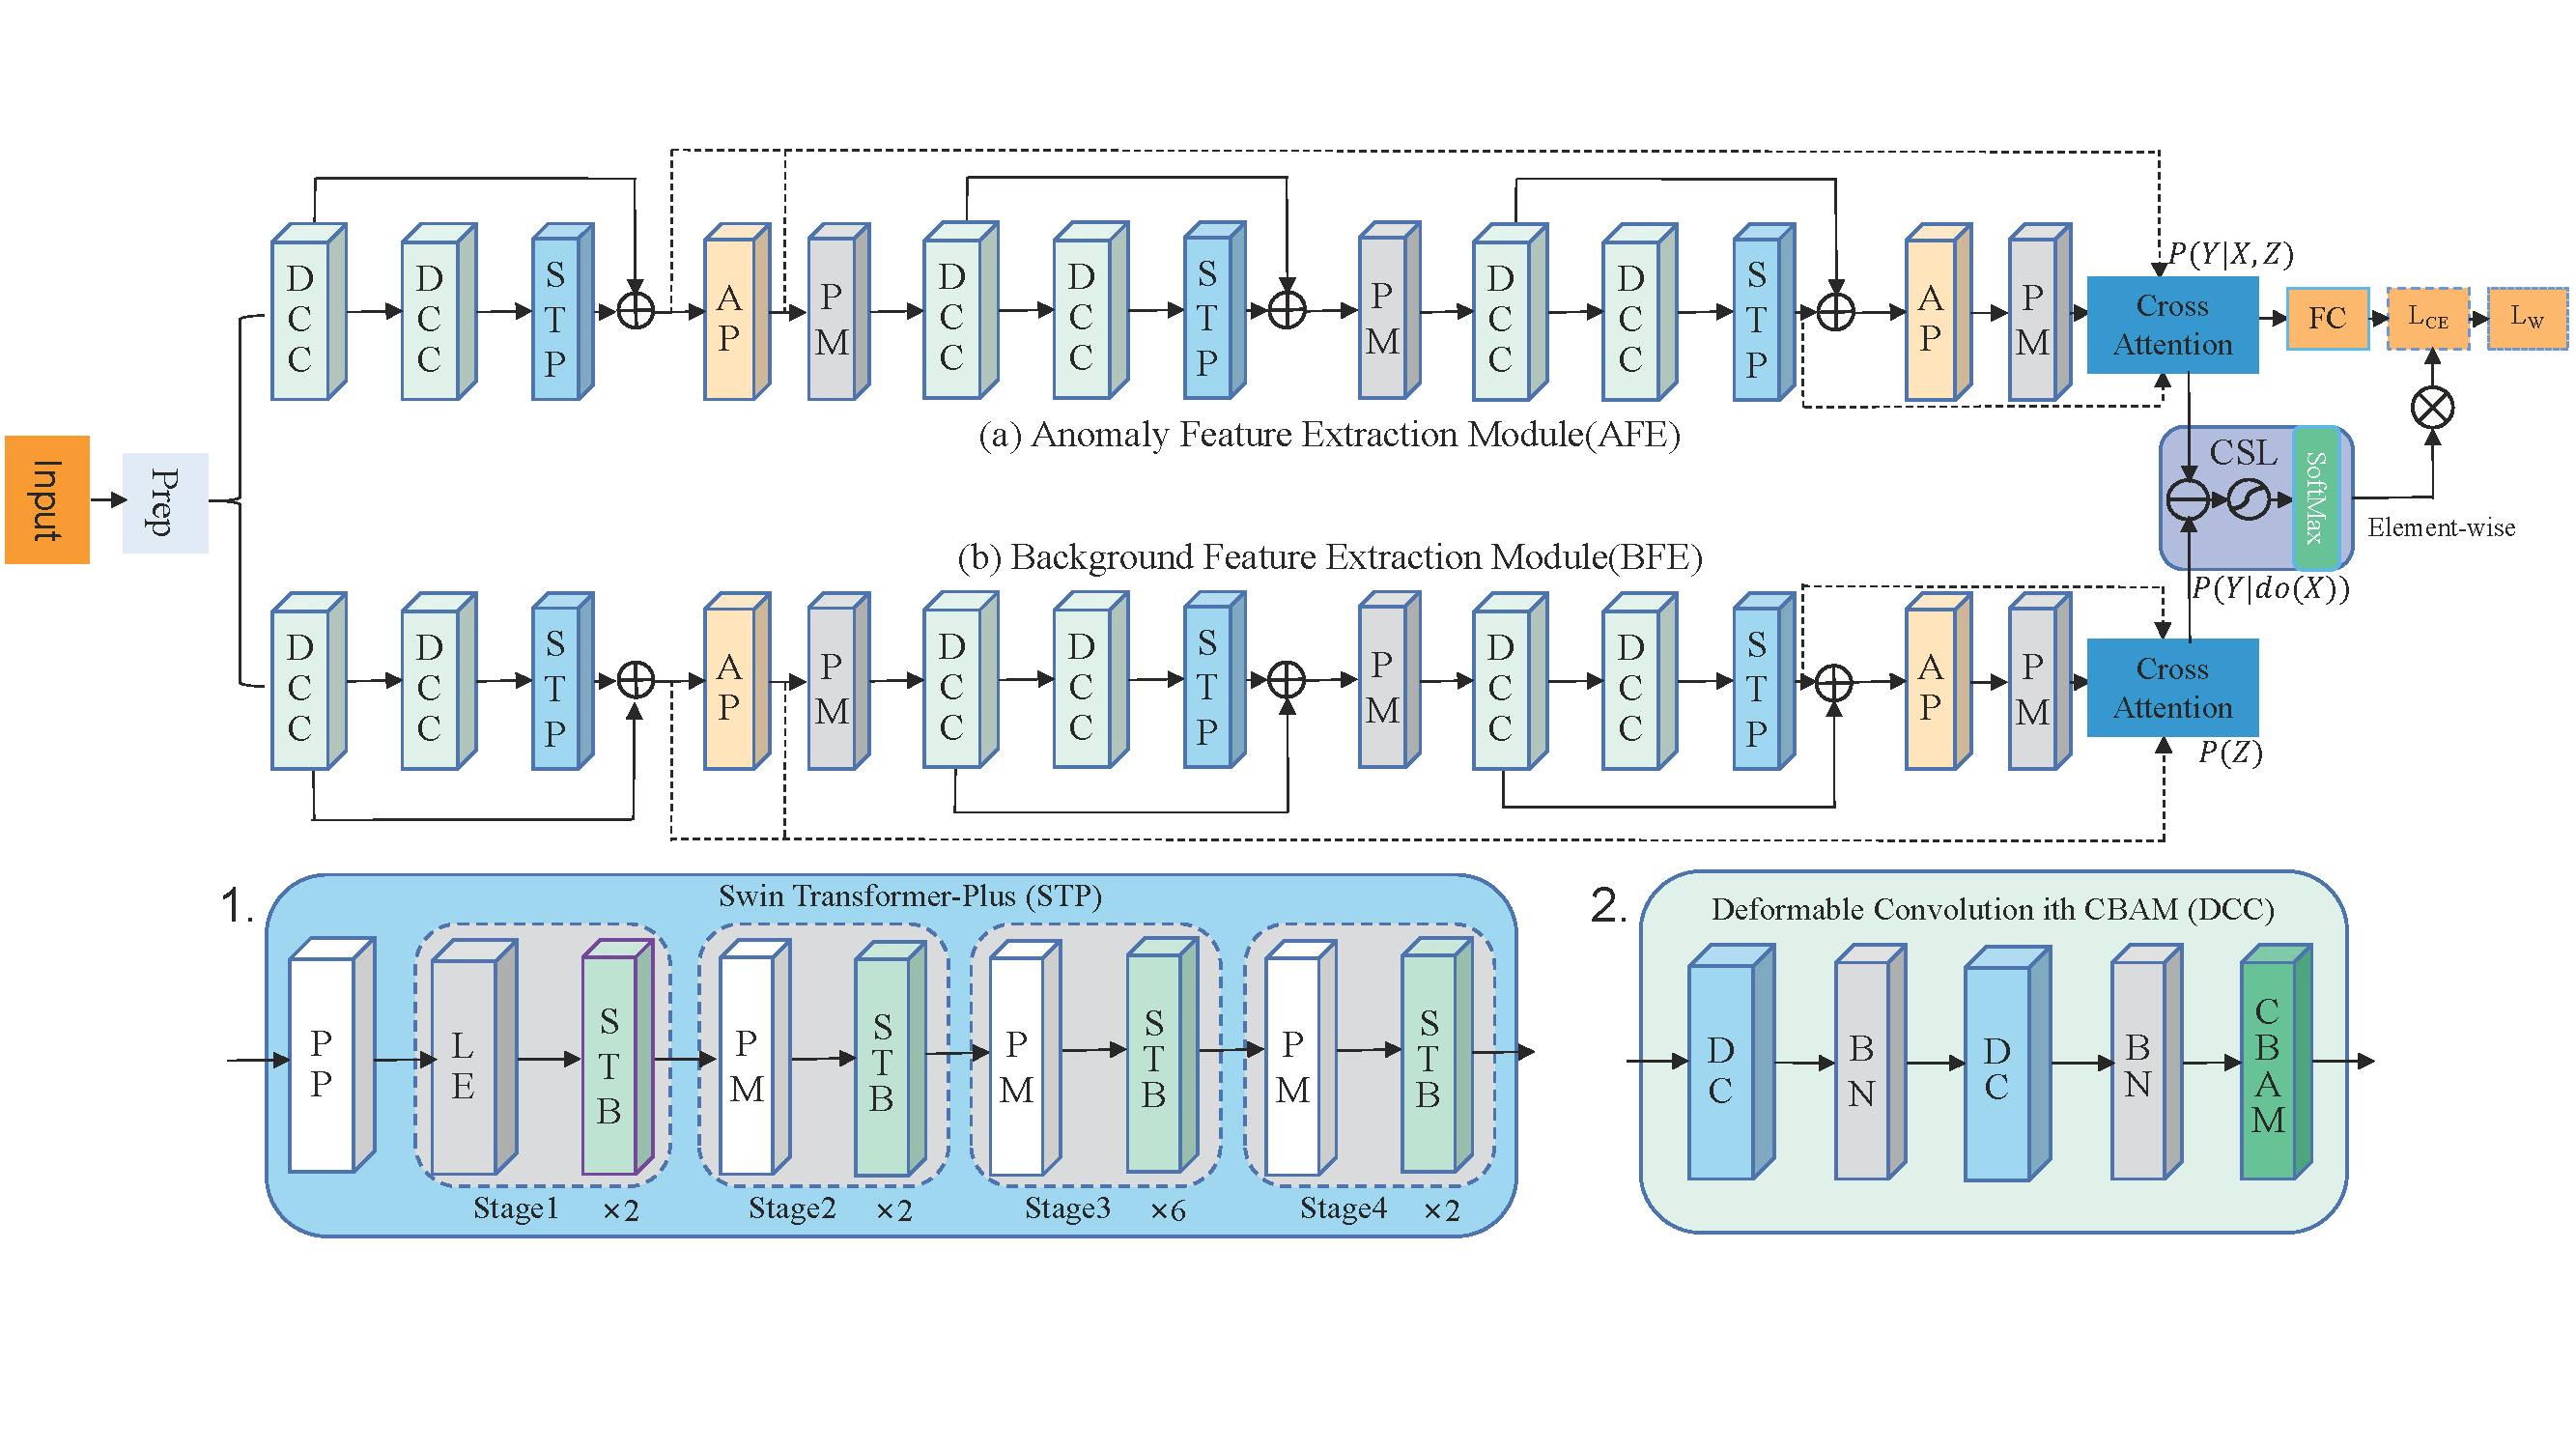 Input
Prep
DCC
DCC
STP
AP
PM
DCC
DCC
STP
PM
DCC
DCC
STP
AP
PM
P(Y|X,Z)
Cross
Attention
FC
L_CE
L_W
(a) Anomaly Feature Extraction Module(AFE)
CSL
SoftMax
Element-wise
(b) Background Feature Extraction Module(BFE)
P(Y|do(X))
DCC
DCC
STP
AP
PM
DCC
DCC
STP
PM
DCC
DCC
STP
AP
PM
Cross
Attention
P(Z)
1.
Swin Transformer-Plus (STP)
PP
LE
STB
PM
STB
PM
STB
PM
STB
Stage1 ×2
Stage2 ×2
Stage3 ×6
Stage4 ×2
2.
Deformable Convolution ith CBAM (DCC)
DC
BN
DC
BN
CBAM